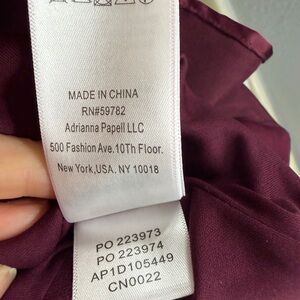 MADE IN CHINA
RN#59782
Adrianna Papell LLC
500 Fashion Ave.10Th Floor.
New York,USA. NY 10018
PO 223973
PO 223974
AP1D105449
CN0022